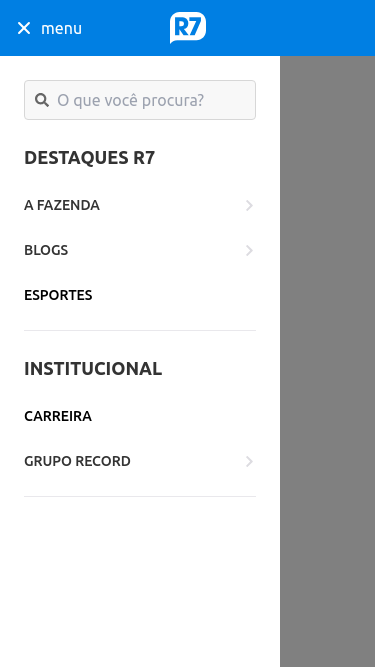 menu
R7
O que você procura?
DESTAQUES R7
A FAZENDA
BLOGS
ESPORTES
INSTITUCIONAL
CARREIRA
GRUPO RECORD